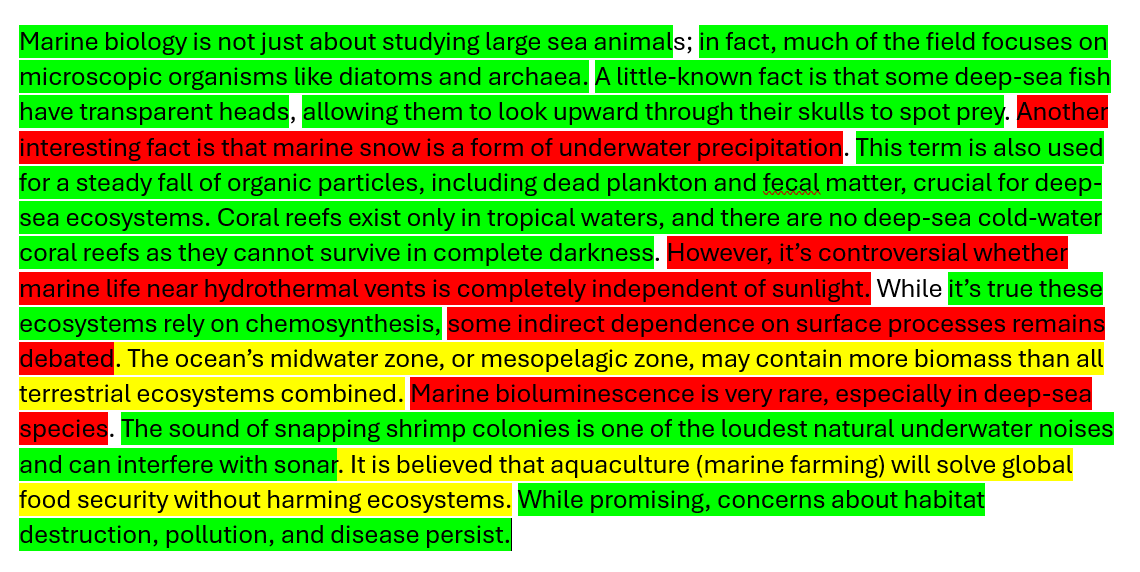 Marine biology is not just about studying large sea animals; in fact, much of the field focuses on
microscopic organisms like diatoms and archaea. A little-known fact is that some deep-sea fish
have transparent heads, allowing them to look upward through their skulls to spot prey. Another
interesting fact is that marine snow is a form of underwater precipitation. This term is also used
for a steady fall of organic particles, including dead plankton and fecal matter, crucial for deep-
sea ecosystems. Coral reefs exist only in tropical waters, and there are no deep-sea cold-water
coral reefs as they cannot survive in complete darkness. However, it’s controversial whether
marine life near hydrothermal vents is completely independent of sunlight. While it’s true these
ecosystems rely on chemosynthesis, some indirect dependence on surface processes remains
debated. The ocean’s midwater zone, or mesopelagic zone, may contain more biomass than all
terrestrial ecosystems combined. Marine bioluminescence is very rare, especially in deep-sea
species. The sound of snapping shrimp colonies is one of the loudest natural underwater noises
and can interfere with sonar. It is believed that aquaculture (marine farming) will solve global
food security without harming ecosystems. While promising, concerns about habitat
destruction, pollution, and disease persist.